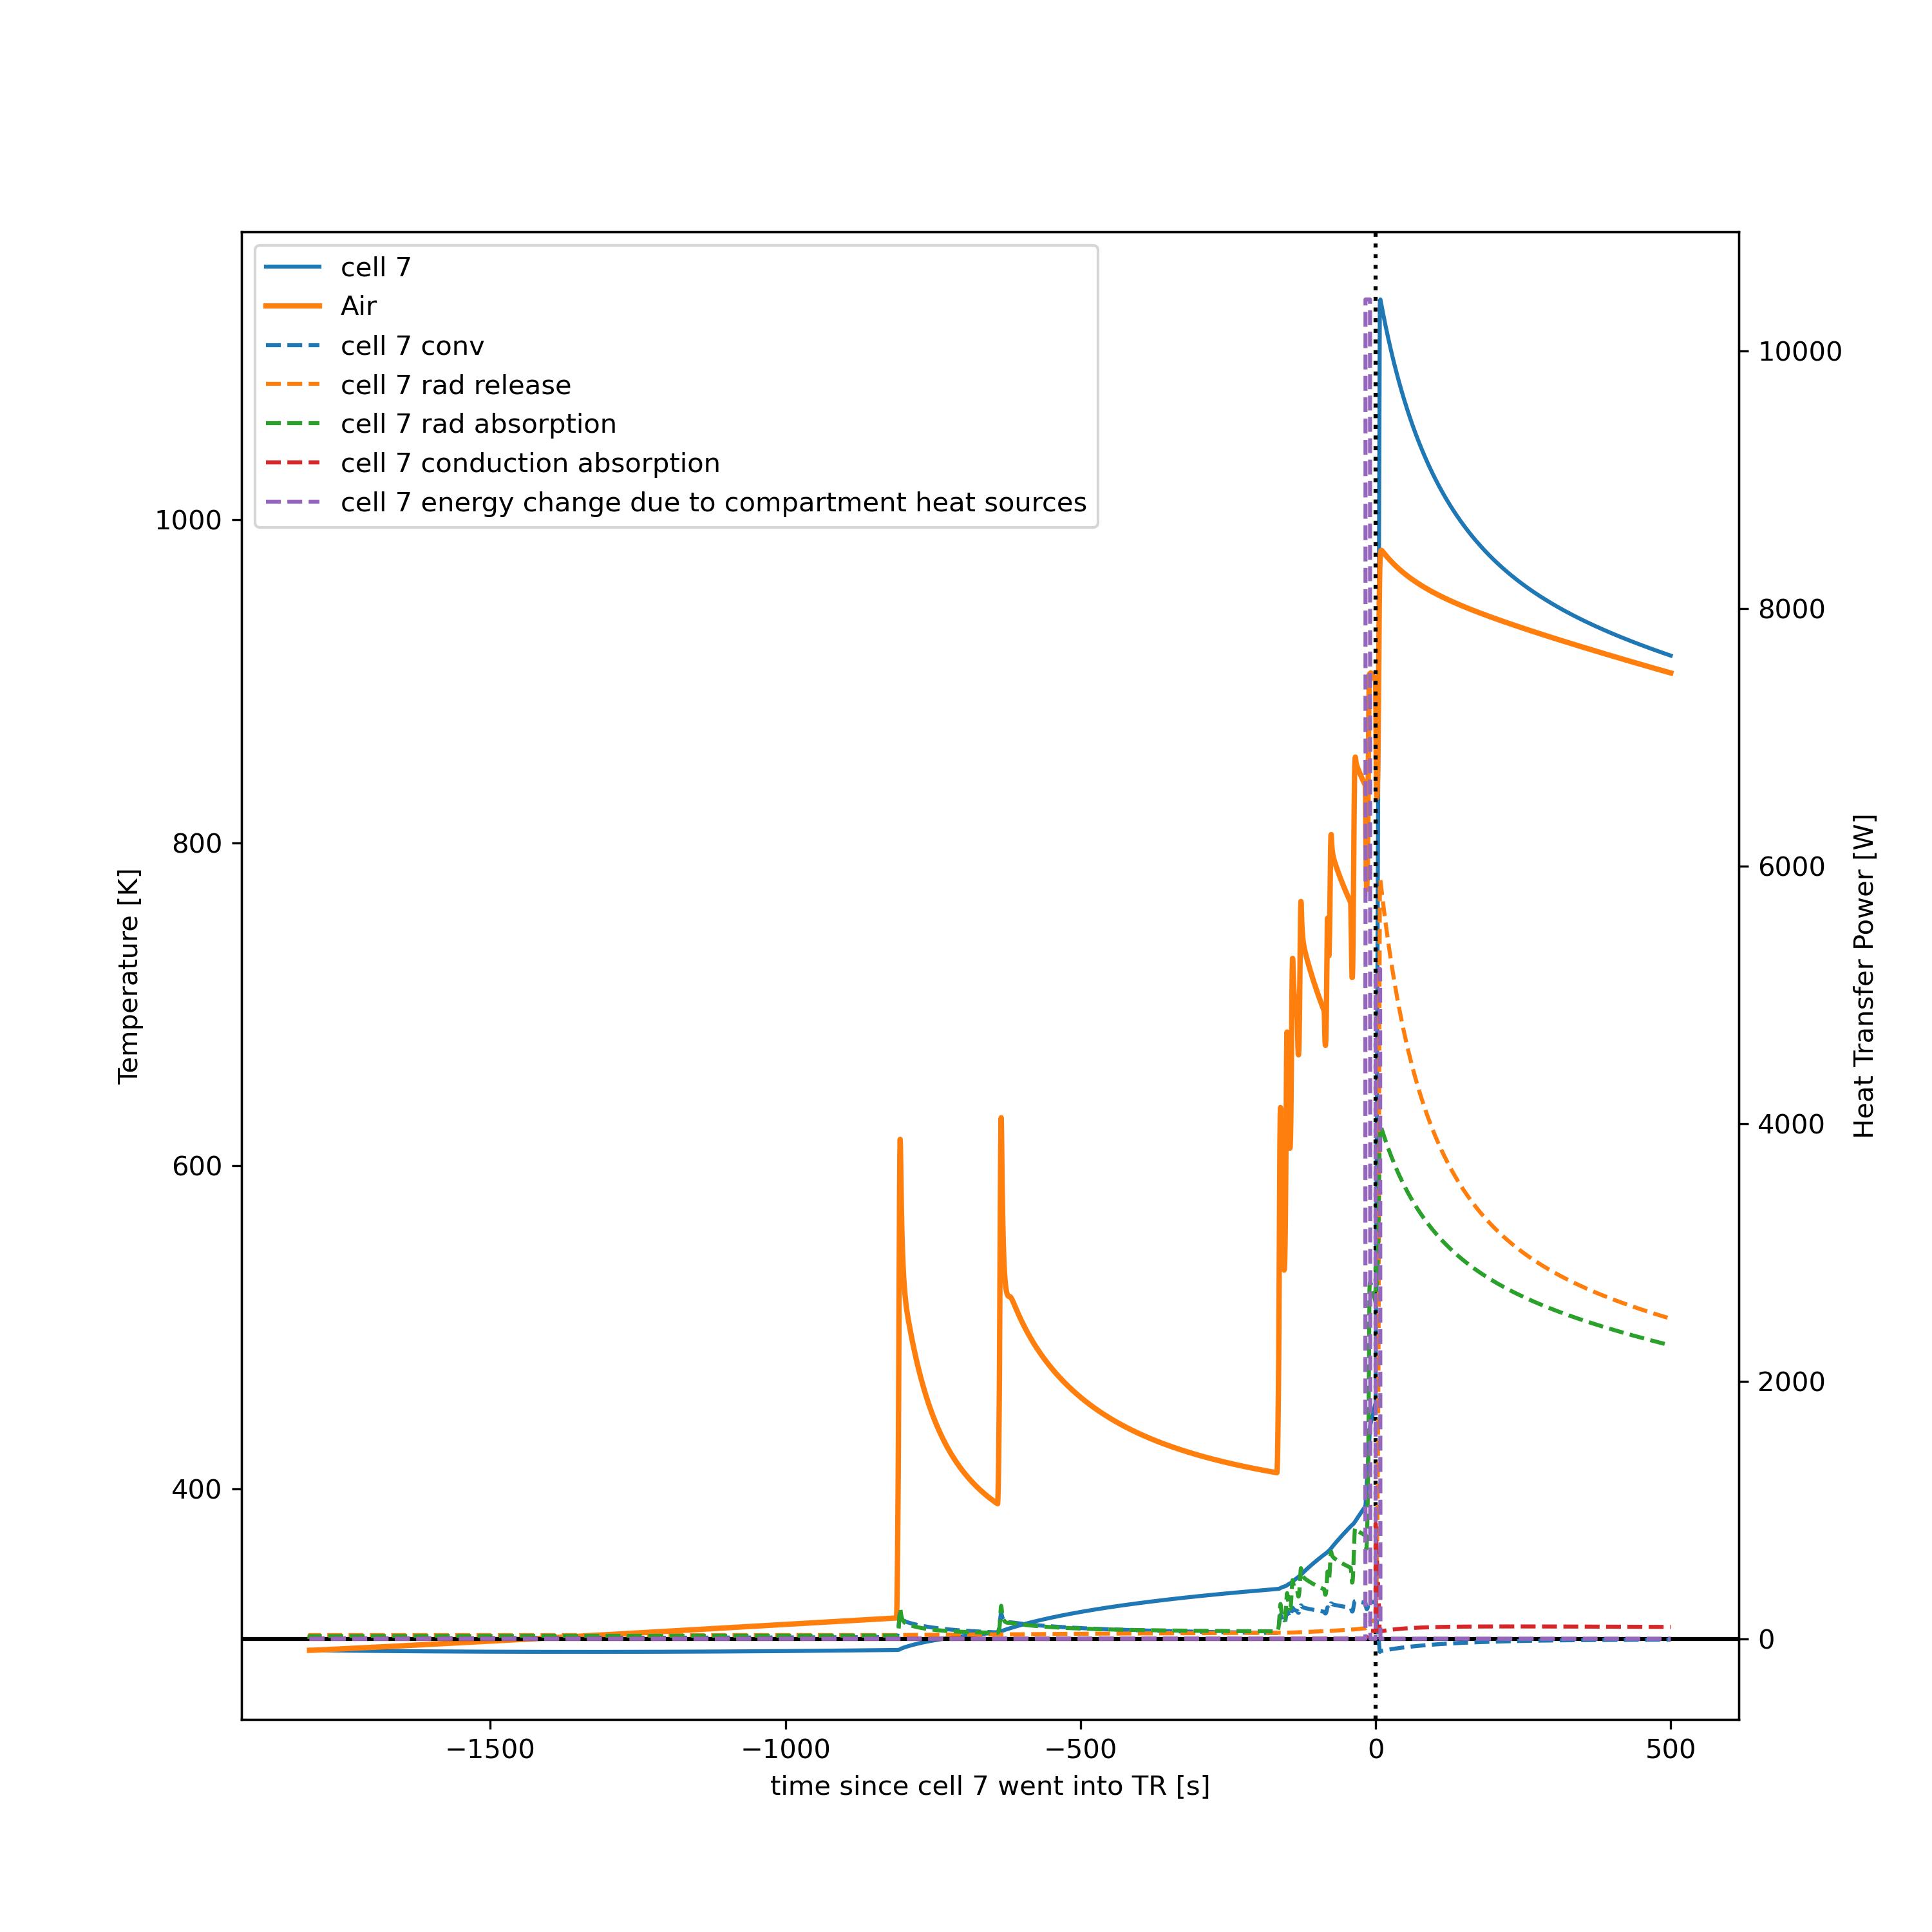 cell 7
Air
cell 7 conv
cell 7 rad release
cell 7 rad absorption
cell 7 conduction absorption
cell 7 energy change due to compartment heat sources
1000
800
600
400
Temperature [K]
10000
8000
6000
4000
2000
0
Heat Transfer Power [W]
−1500
−1000
−500
0
500
time since cell 7 went into TR [s]